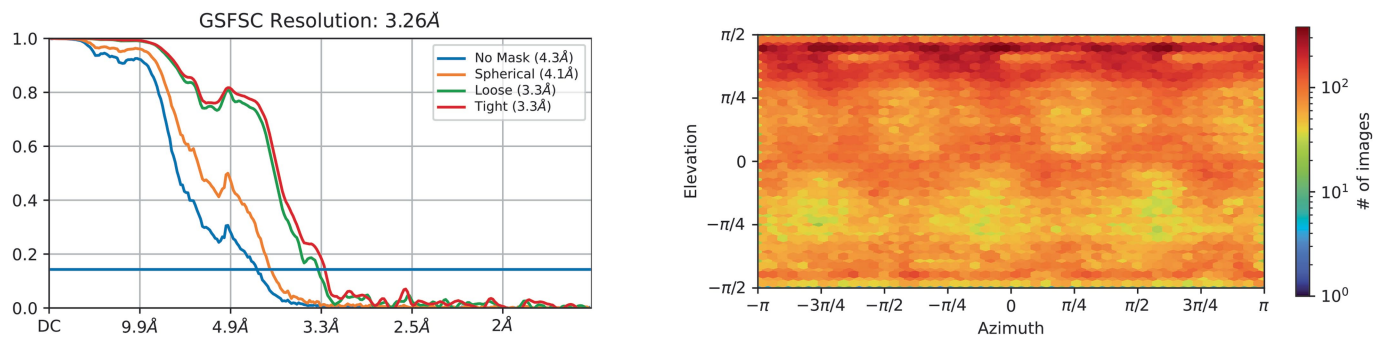 GSFSC Resolution: 3.26Å
1.0
0.8
0.6
0.4
0.2
0.0
No Mask (4.3Å)
Spherical (4.1Å)
Loose (3.3Å)
Tight (3.3Å)
DC 9.9Å 4.9Å 3.3Å 2.5Å 2Å
Elevation
π/2
π/4
0
−π/4
−π/2
−π −3π/4 −π/2 −π/4 0 π/4 π/2 3π/4 π
Azimuth
10²
10¹
10⁰
# of images